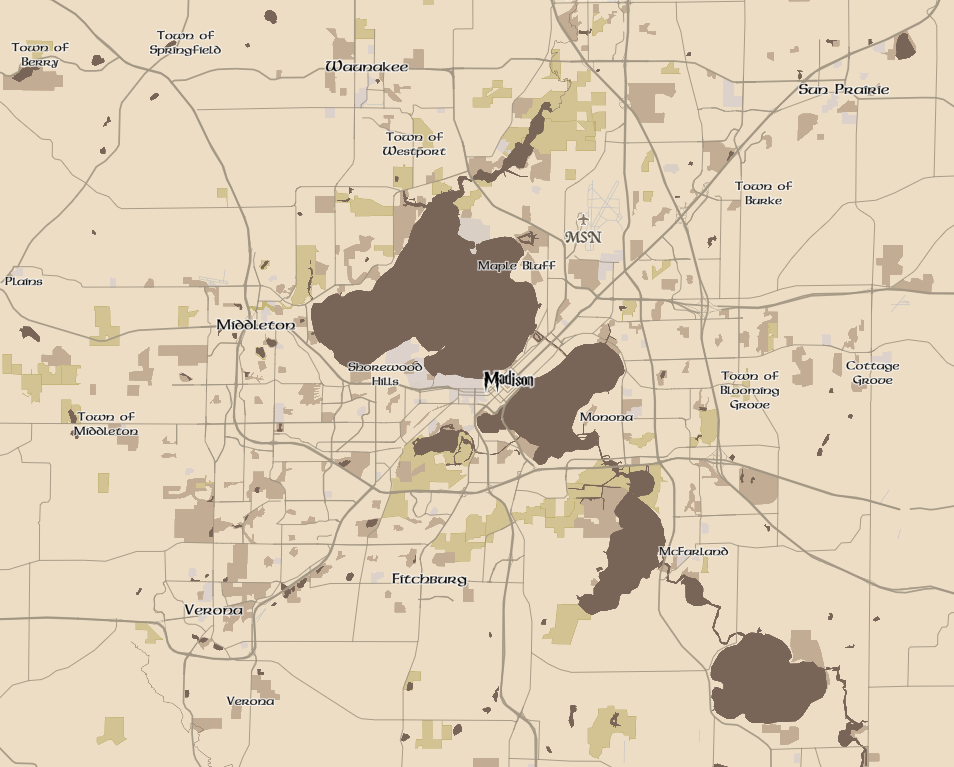 Town of
Berry
Town of
Springfield
Waunakee
Sun Prairie
Town of
Westport
Town of
Burke
MSN
Maple Bluff
Plains
Middleton
Shorewood
Hills
Madison
Cottage
Grove
Town of
Blooming
Grove
Monona
Town of
Middleton
McFarland
Fitchburg
Verona
Verona